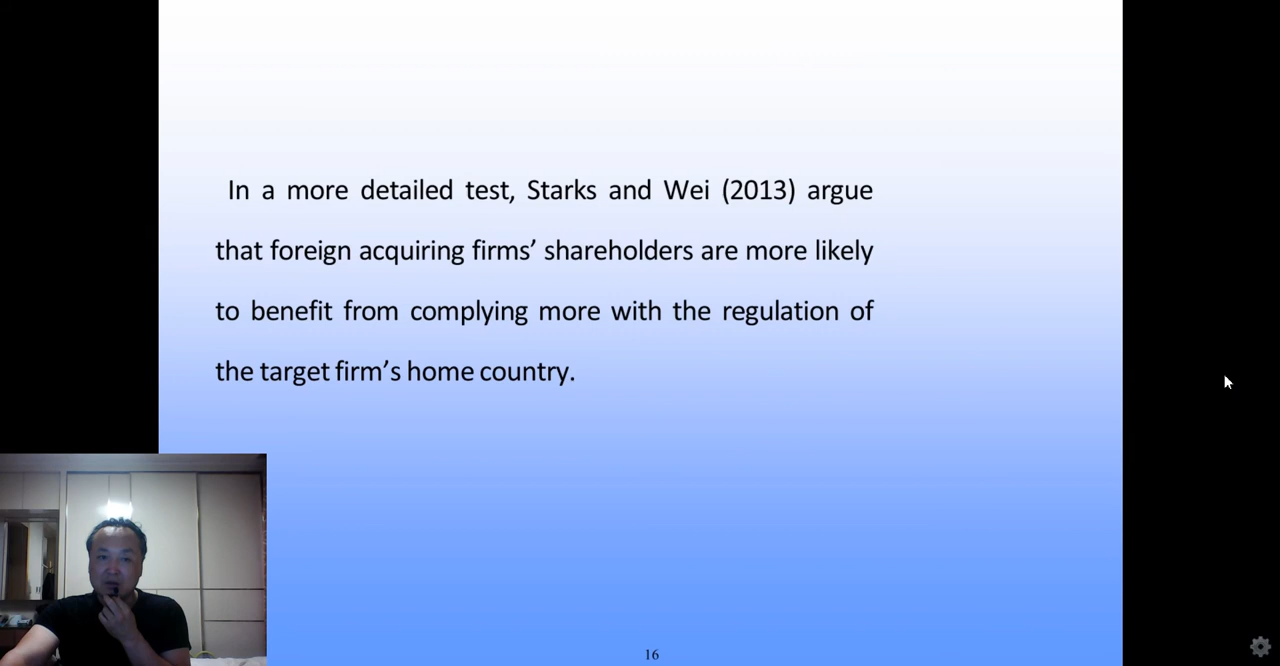 In a more detailed test, Starks and Wei (2013) argue
that foreign acquiring firms’ shareholders are more likely
to benefit from complying more with the regulation of
the target firm’s home country.
16